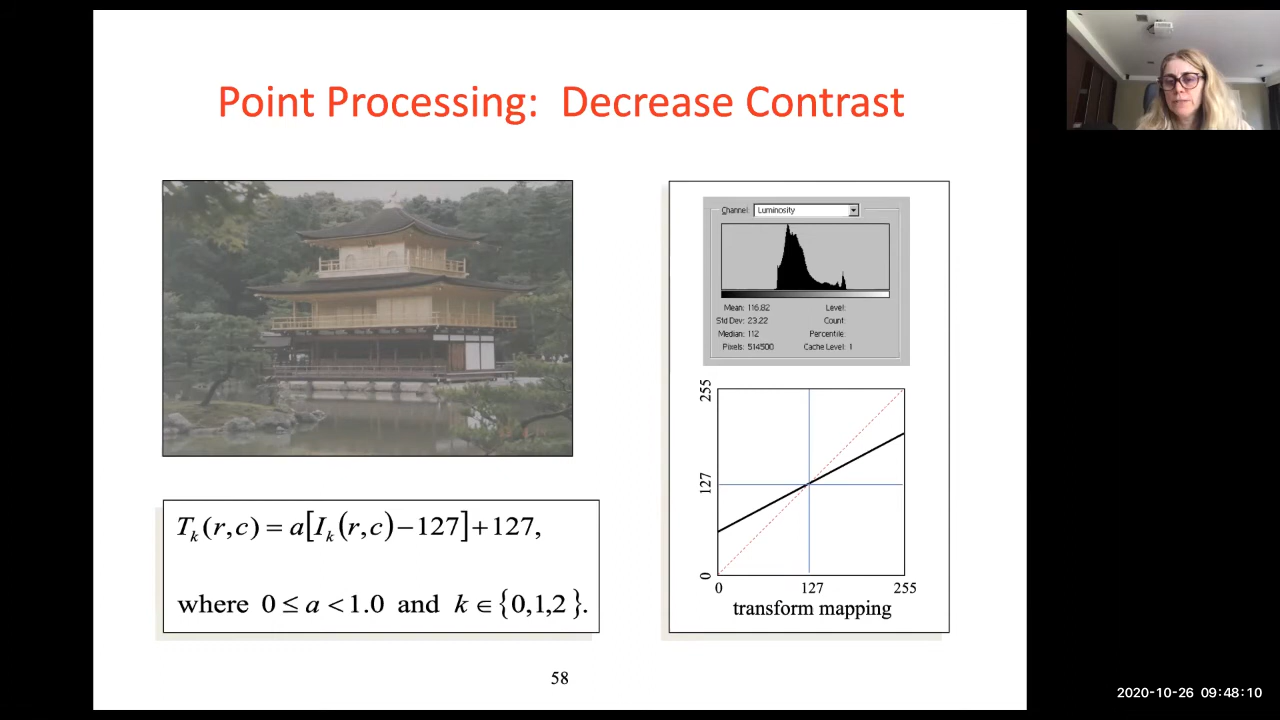 Point Processing: Decrease Contrast
Channel: Luminosity
Mean: 116.82 Level:
Std Dev: 23.22 Count:
Median: 112 Percentile:
Pixels: 514500 Cache Level: 1
255
127
0
0 127 255
transform mapping
Tₖ(r,c) = a[Iₖ(r,c)−127]+127,
where 0 ≤ a < 1.0 and k ∈ {0,1,2}.
58
2020-10-26 09:48:10